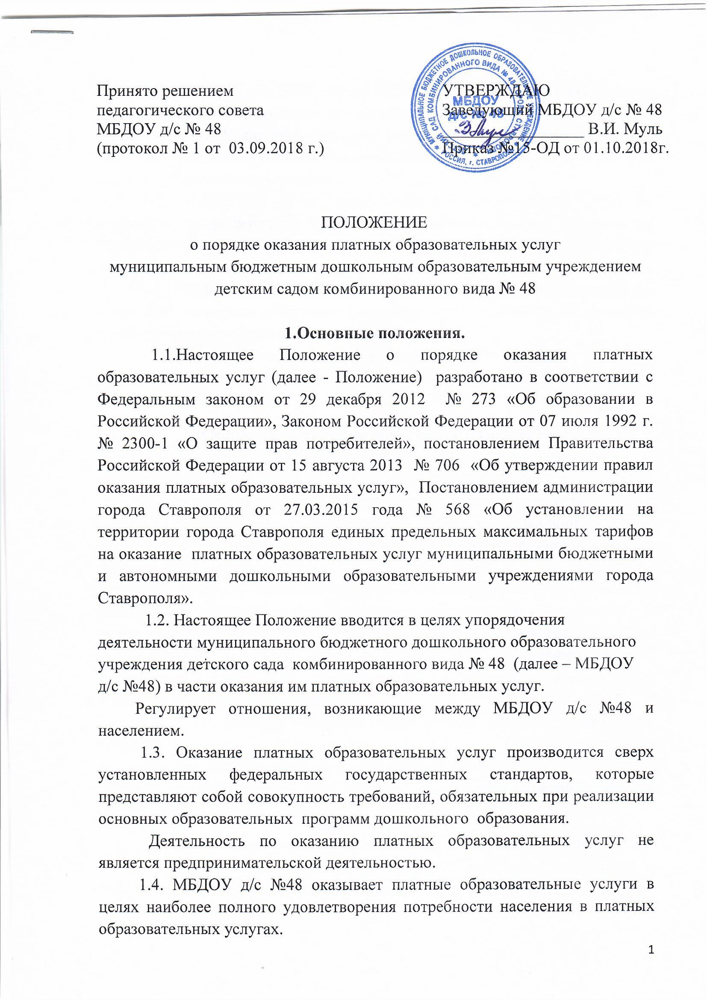 Принято решением
педагогического совета
МБДОУ д/с № 48
(протокол № 1 от  03.09.2018 г.)
УТВЕРЖДАЮ
Заведующий МБДОУ д/с № 48
_________________ В.И. Муль
Приказ №15-ОД от 01.10.2018г.
МУНИЦИПАЛЬНОЕ БЮДЖЕТНОЕ ДОШКОЛЬНОЕ ОБРАЗОВАТЕЛЬНОЕ УЧРЕЖДЕНИЕ
ДЕТСКИЙ САД КОМБИНИРОВАННОГО ВИДА № 48 ГОРОДА СТАВРОПОЛЯ
РОССИЯ, г. СТАВРОПОЛЬ
МБДОУ
д/с № 48
ПОЛОЖЕНИЕ
о порядке оказания платных образовательных услуг
муниципальным бюджетным дошкольным образовательным учреждением
детским садом комбинированного вида № 48
1.Основные положения.
1.1.Настоящее Положение о порядке оказания платных
образовательных услуг (далее - Положение)  разработано в соответствии с
Федеральным законом от 29 декабря 2012  № 273 «Об образовании в
Российской Федерации», Законом Российской Федерации от 07 июля 1992 г.
№ 2300-1 «О защите прав потребителей», постановлением Правительства
Российской Федерации от 15 августа 2013  № 706  «Об утверждении правил
оказания платных образовательных услуг»,  Постановлением администрации
города Ставрополя от 27.03.2015 года № 568 «Об установлении на
территории города Ставрополя единых предельных максимальных тарифов
на оказание  платных образовательных услуг муниципальными бюджетными
и автономными дошкольными образовательными учреждениями города
Ставрополя».
1.2. Настоящее Положение вводится в целях упорядочения
деятельности муниципального бюджетного дошкольного образовательного
учреждения детского сада  комбинированного вида № 48  (далее – МБДОУ
д/с №48) в части оказания им платных образовательных услуг.
Регулирует отношения, возникающие между МБДОУ д/с №48 и
населением.
1.3. Оказание платных образовательных услуг производится сверх
установленных федеральных государственных стандартов, которые
представляют собой совокупность требований, обязательных при реализации
основных образовательных  программ дошкольного  образования.
Деятельность по оказанию платных образовательных услуг не
является предпринимательской деятельностью.
1.4. МБДОУ д/с №48 оказывает платные образовательные услуги в
целях наиболее полного удовлетворения потребности населения в платных
образовательных услугах.
1